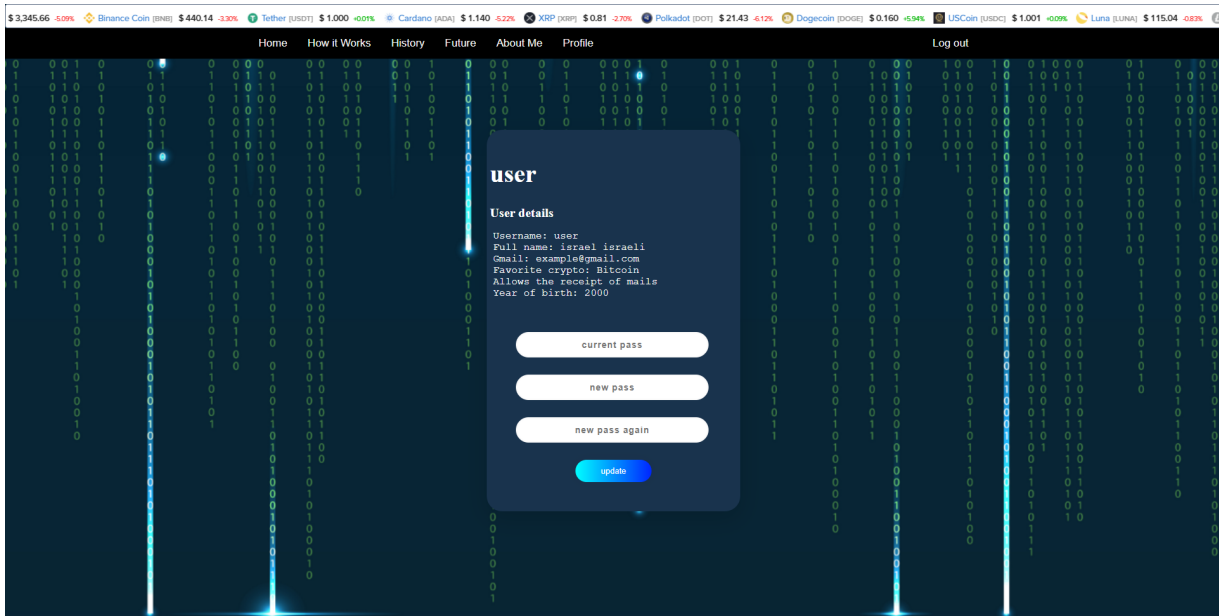 $ 3,345.66 -5.09% Binance Coin [BNB] $ 440.14 -3.30% Tether [USDT] $ 1.000 +0.01% Cardano [ADA] $ 1.140 -5.22% XRP [XRP] $ 0.81 -2.70% Polkadot [DOT] $ 21.43 -6.12% Dogecoin [DOGE] $ 0.160 +5.94% USCoin [USDC] $ 1.001 +0.09% Luna [LUNA] $ 115.04 -0.83%
Home How it Works History Future About Me Profile Log out
user
User details
Username: user
Full name: israel israeli
Gmail: example@gmail.com
Favorite crypto: Bitcoin
Allows the receipt of mails
Year of birth: 2000
current pass
new pass
new pass again
update